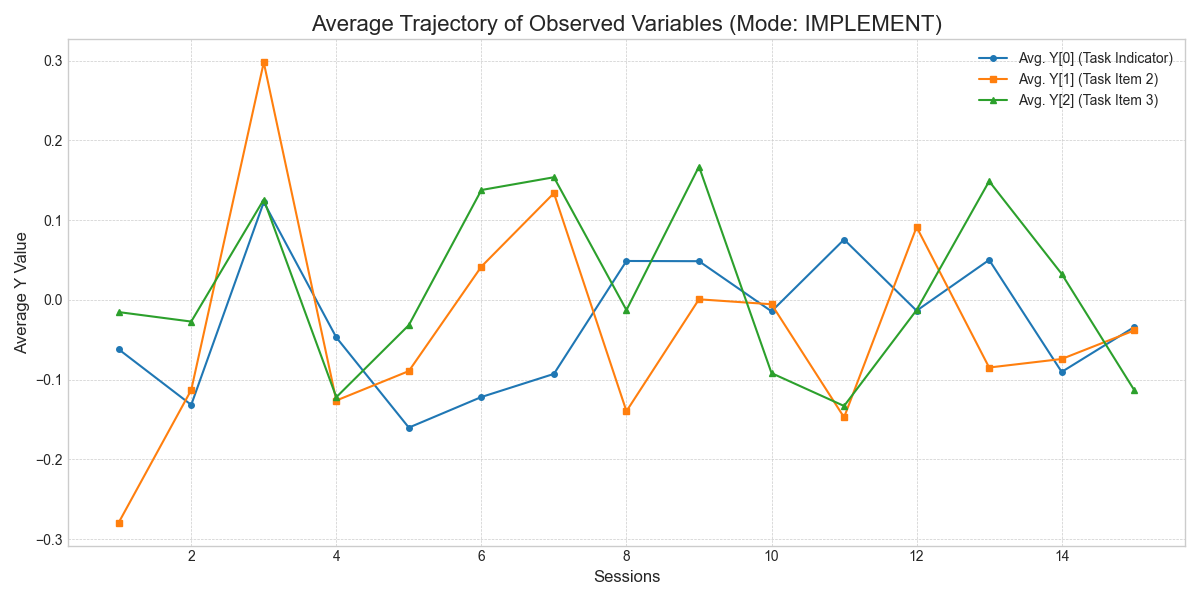 Average Trajectory of Observed Variables (Mode: IMPLEMENT)
Avg. Y[0] (Task Indicator)
Avg. Y[1] (Task Item 2)
Avg. Y[2] (Task Item 3)
Average Y Value
0.3
0.2
0.1
0.0
−0.1
−0.2
−0.3
2 4 6 8 10 12 14
Sessions